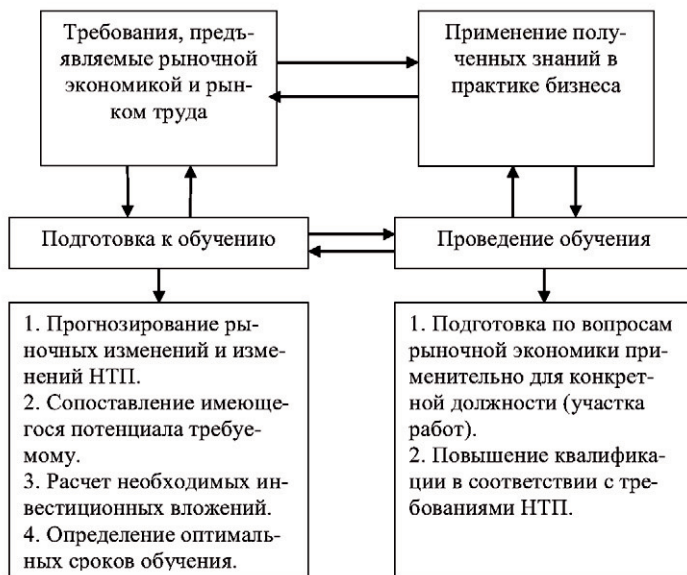 Требования, предъ-
являемые рыночной
экономикой и рын-
ком труда
Применение полу-
ченных знаний в
практике бизнеса
Подготовка к обучению
Проведение обучения
1. Прогнозирование ры-
ночных изменений и изме-
нений НТП.
2. Сопоставление имеюще-
гося потенциала требуе-
мому.
3. Расчет необходимых ин-
вестиционных вложений.
4. Определение оптималь-
ных сроков обучения.
1. Подготовка по вопросам
рыночной экономики при-
менительно для конкрет-
ной должности (участка
работ).
2. Повышение квалифика-
ции в соответствии с тре-
бованиями НТП.